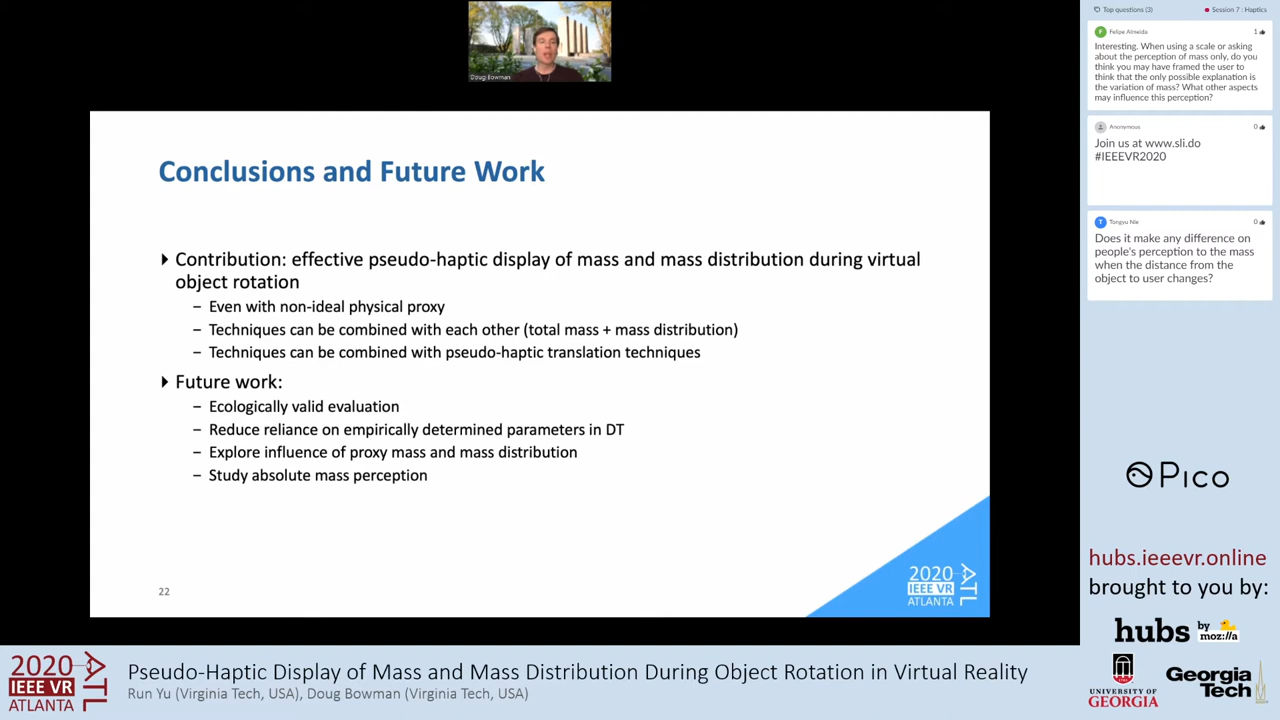 Doug Bowman
Conclusions and Future Work
Contribution: effective pseudo-haptic display of mass and mass distribution during virtual
object rotation
– Even with non-ideal physical proxy
– Techniques can be combined with each other (total mass + mass distribution)
– Techniques can be combined with pseudo-haptic translation techniques
Future work:
– Ecologically valid evaluation
– Reduce reliance on empirically determined parameters in DT
– Explore influence of proxy mass and mass distribution
– Study absolute mass perception
22
2020
IEEE VR
ATLANTA
ATL
Top questions (3)
Session 7 : Haptics
F
Felipe Almeida
1
Interesting. When using a scale or asking
about the perception of mass only, do you
think you may have framed the user to
think that the only possible explanation is
the variation of mass? What other aspects
may influence this perception?
Anonymous
0
Join us at www.sli.do
#IEEEVR2020
T
Tongyu Nie
0
Does it make any difference on
people's perception to the mass
when the distance from the
object to user changes?
Pico
hubs.ieeevr.online
brought to you by:
hubs by
moz://a
UNIVERSITY OF
GEORGIA
Georgia
Tech
2020
IEEE VR
ATLANTA
ATL
Pseudo-Haptic Display of Mass and Mass Distribution During Object Rotation in Virtual Reality
Run Yu (Virginia Tech, USA), Doug Bowman (Virginia Tech, USA)